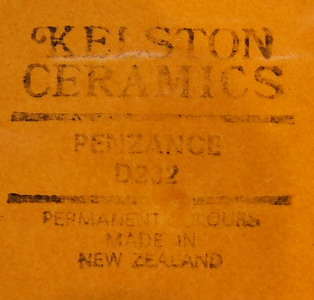 KELSTON
CERAMICS
PENZANCE
D232
PERMANENT COLOURS
MADE IN
NEW ZEALAND